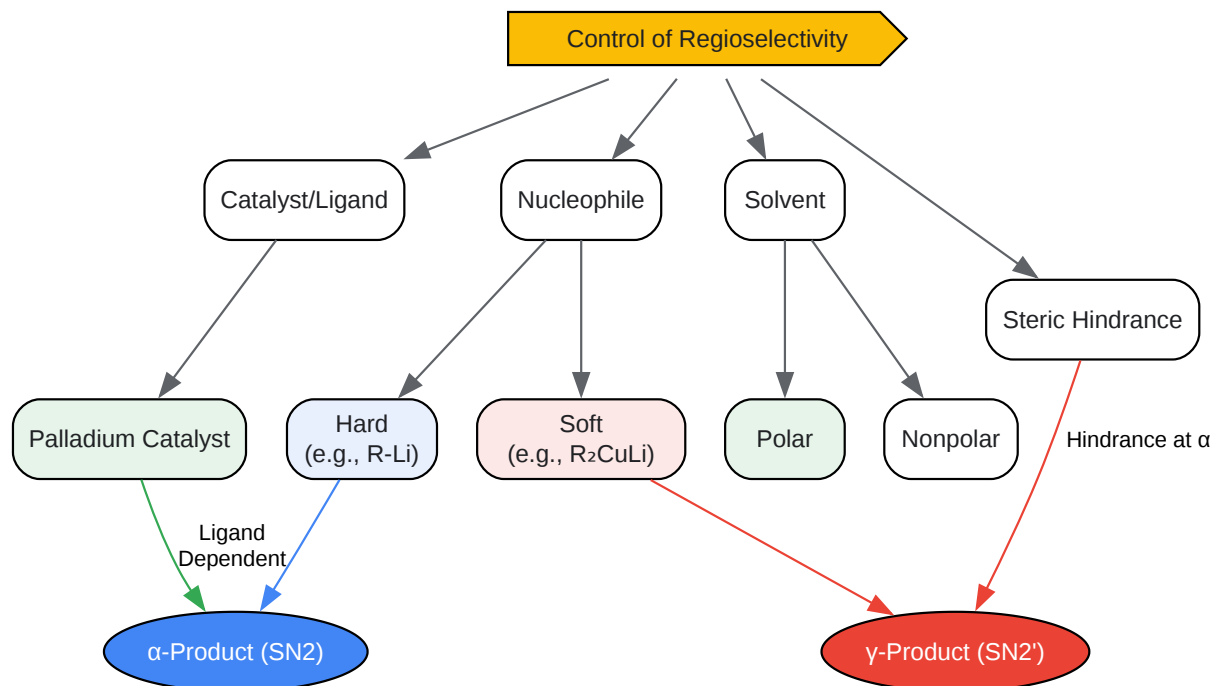 Control of Regioselectivity
Catalyst/Ligand
Nucleophile
Solvent
Steric Hindrance
Palladium Catalyst
Hard
(e.g., R-Li)
Soft
(e.g., R₂CuLi)
Polar
Nonpolar
Hindrance at α
Ligand
Dependent
α-Product (SN2)
γ-Product (SN2')